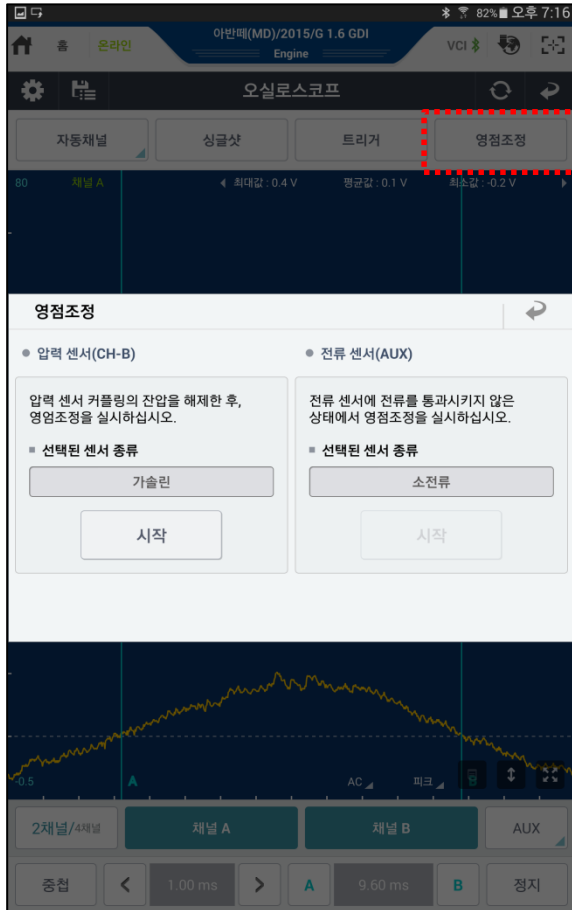 82% 오후 7:16
홈 온라인 아반떼(MD)/2015/G 1.6 GDI VCI
Engine
오실로스코프
자동채널 싱글샷 트리거 영점조정
80 채널 A 최대값 : 0.4 V 평균값 : 0.1 V 최소값 : -0.2 V
영점조정
압력 센서(CH-B) 전류 센서(AUX)
압력 센서 커플링의 잔압을 해제한 후, 전류 센서에 전류를 통과시키지 않은
영업조정을 실시하십시오. 상태에서 영점조정을 실시하십시오.
선택된 센서 종류 선택된 센서 종류
가솔린 소전류
시작 시작
-0.5 A AC 피크 B
2채널/4채널 채널 A 채널 B AUX
중첩 1.00 ms A 9.60 ms B 정지